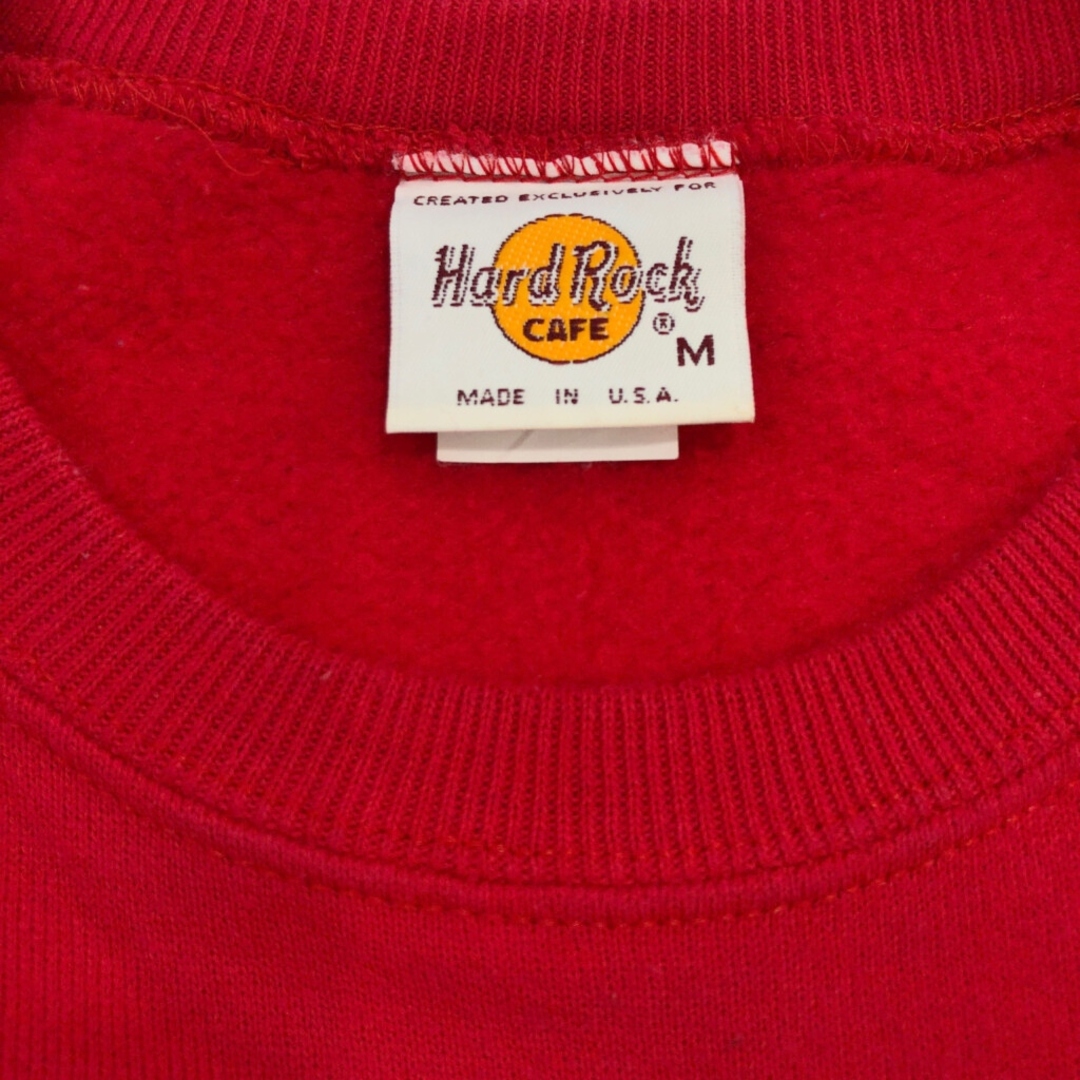 CREATED EXCLUSIVELY FOR
Hard Rock
CAFE ®
M
MADE IN U.S.A.